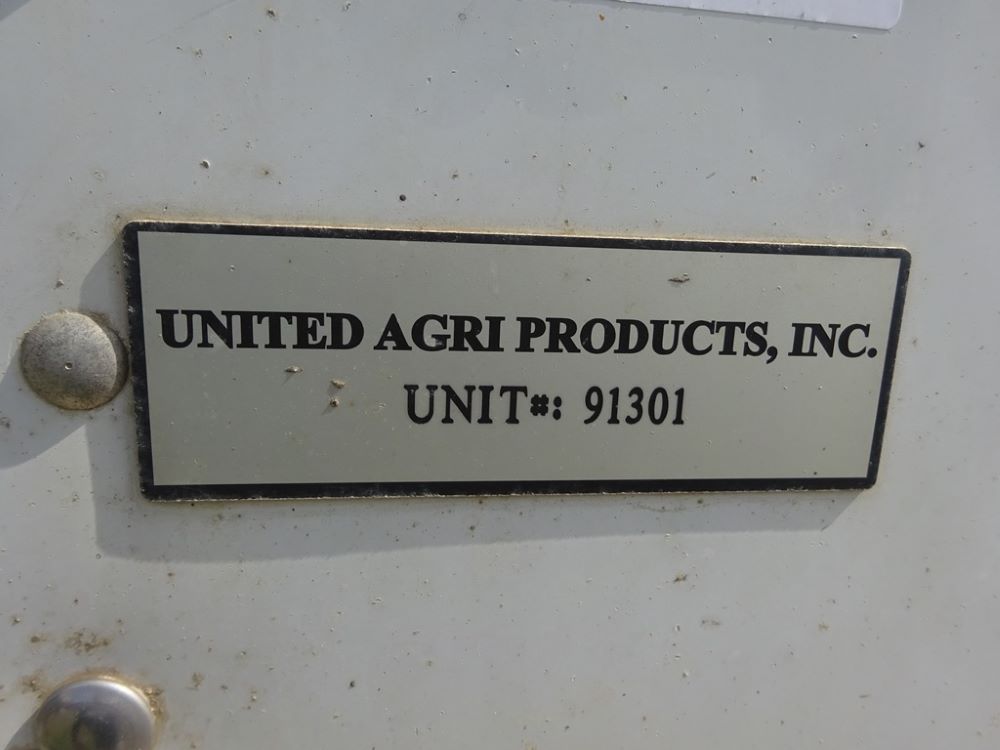 UNITED AGRI PRODUCTS, INC.
UNIT#: 91301